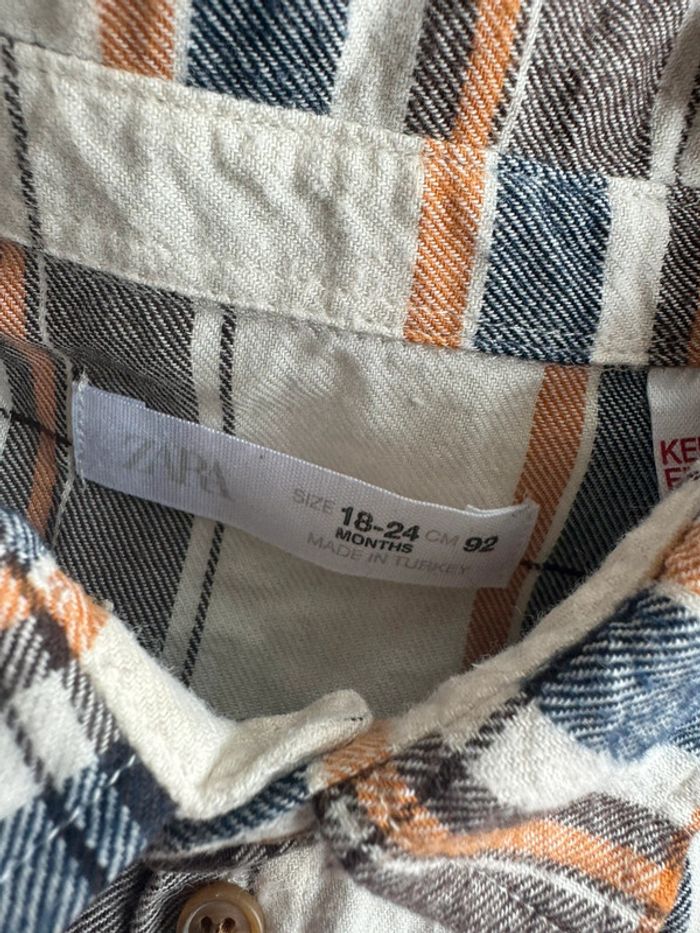 ZARA
SIZE 18-24 CM 92
MONTHS
MADE IN TURKEY